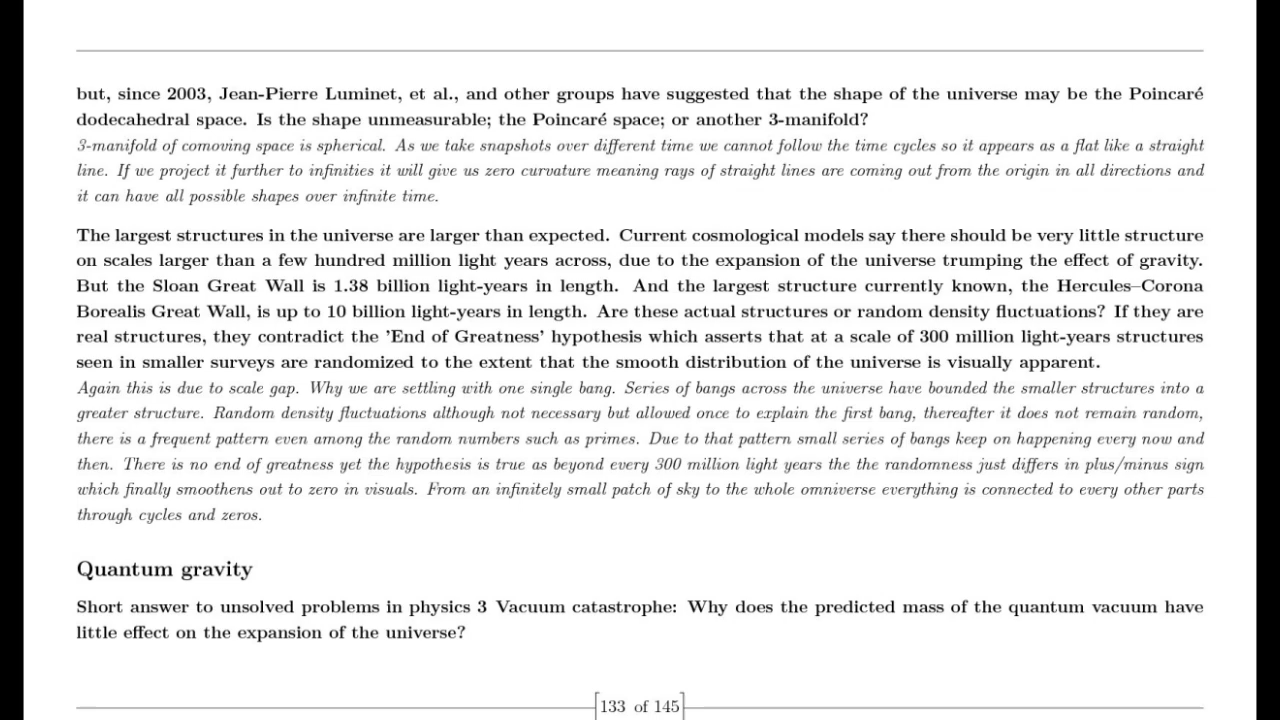 but, since 2003, Jean-Pierre Luminet, et al., and other groups have suggested that the shape of the universe may be the Poincaré
dodecahedral space. Is the shape unmeasurable; the Poincaré space; or another 3-manifold?
3-manifold of comoving space is spherical. As we take snapshots over different time we cannot follow the time cycles so it appears as a flat like a straight
line. If we project it further to infinities it will give us zero curvature meaning rays of straight lines are coming out from the origin in all directions and
it can have all possible shapes over infinite time.
The largest structures in the universe are larger than expected. Current cosmological models say there should be very little structure
on scales larger than a few hundred million light years across, due to the expansion of the universe trumping the effect of gravity.
But the Sloan Great Wall is 1.38 billion light-years in length. And the largest structure currently known, the Hercules–Corona
Borealis Great Wall, is up to 10 billion light-years in length. Are these actual structures or random density fluctuations? If they are
real structures, they contradict the 'End of Greatness' hypothesis which asserts that at a scale of 300 million light-years structures
seen in smaller surveys are randomized to the extent that the smooth distribution of the universe is visually apparent.
Again this is due to scale gap. Why we are settling with one single bang. Series of bangs across the universe have bounded the smaller structures into a
greater structure. Random density fluctuations although not necessary but allowed once to explain the first bang, thereafter it does not remain random,
there is a frequent pattern even among the random numbers such as primes. Due to that pattern small series of bangs keep on happening every now and
then. There is no end of greatness yet the hypothesis is true as beyond every 300 million light years the the randomness just differs in plus/minus sign
which finally smoothens out to zero in visuals. From an infinitely small patch of sky to the whole omniverse everything is connected to every other parts
through cycles and zeros.
Quantum gravity
Short answer to unsolved problems in physics 3 Vacuum catastrophe: Why does the predicted mass of the quantum vacuum have
little effect on the expansion of the universe?
133 of 145